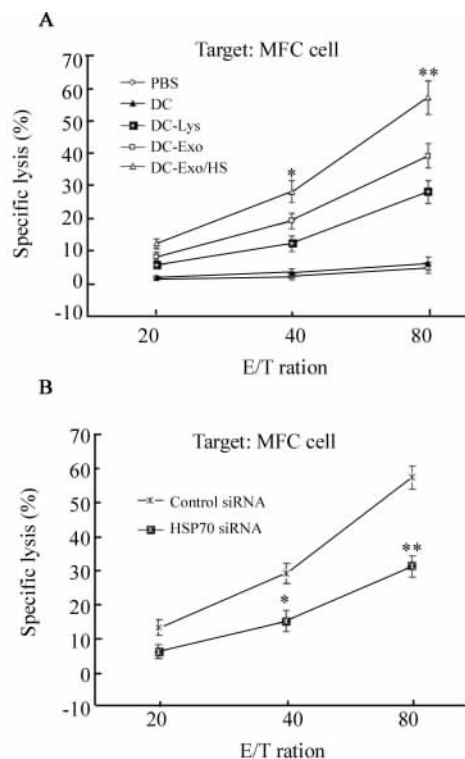 A
Target: MFC cell
PBS
DC
DC-Lys
DC-Exo
DC-Exo/HS
*
**
Specific lysis (%)
70
60
50
40
30
20
10
0
-10
20 40 80
E/T ration
B
Target: MFC cell
Control siRNA
HSP70 siRNA
*
**
Specific lysis (%)
70
60
50
40
30
20
10
0
-10
20 40 80
E/T ration